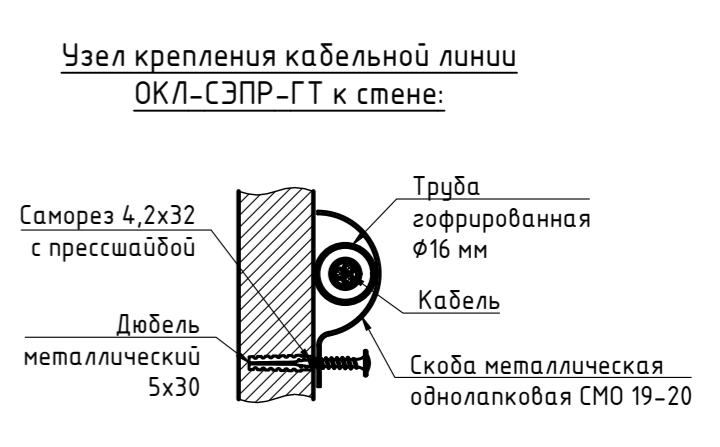 Узел крепления кабельной линии
ОКЛ-СЭПР-ГТ к стене:
Саморез 4,2х32
с прессшайбой
Дюбель
металлический
5х30
Труба
гофрированная
Ф16 мм
Кабель
Скоба металлическая
однолапковая СМО 19-20